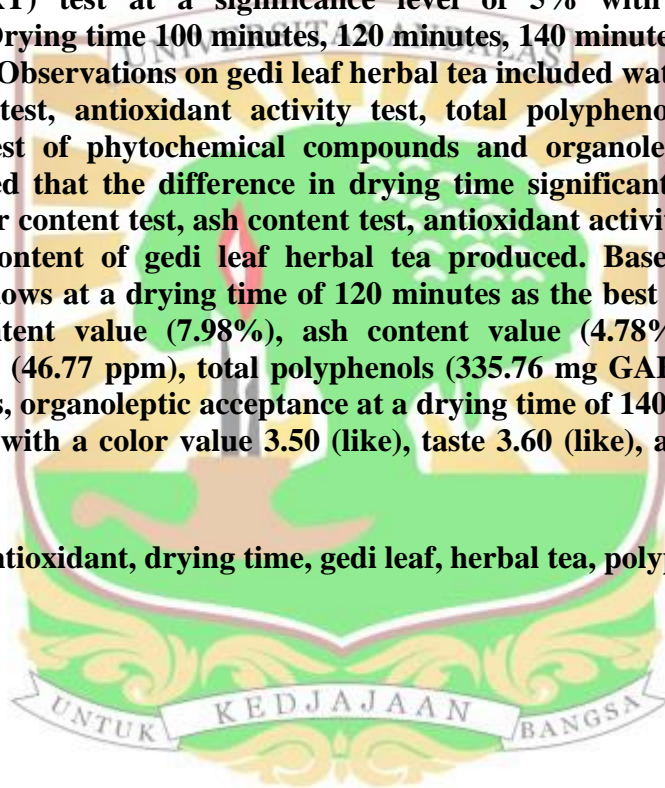 RT) test at a significance level of 5% with
Drying time 100 minutes, 120 minutes, 140 minute
UNIVERSITAS ANDALAS
Observations on gedi leaf herbal tea included wat
test, antioxidant activity test, total polypheno
est of phytochemical compounds and organole
ed that the difference in drying time significant
r content test, ash content test, antioxidant activi
ontent of gedi leaf herbal tea produced. Base
lows at a drying time of 120 minutes as the best
tent value (7.98%), ash content value (4.78%
(46.77 ppm), total polyphenols (335.76 mg GAE
s, organoleptic acceptance at a drying time of 140
with a color value 3.50 (like), taste 3.60 (like), a
ntioxidant, drying time, gedi leaf, herbal tea, polyp
UNTUK KEDJAJAAN BANGSA